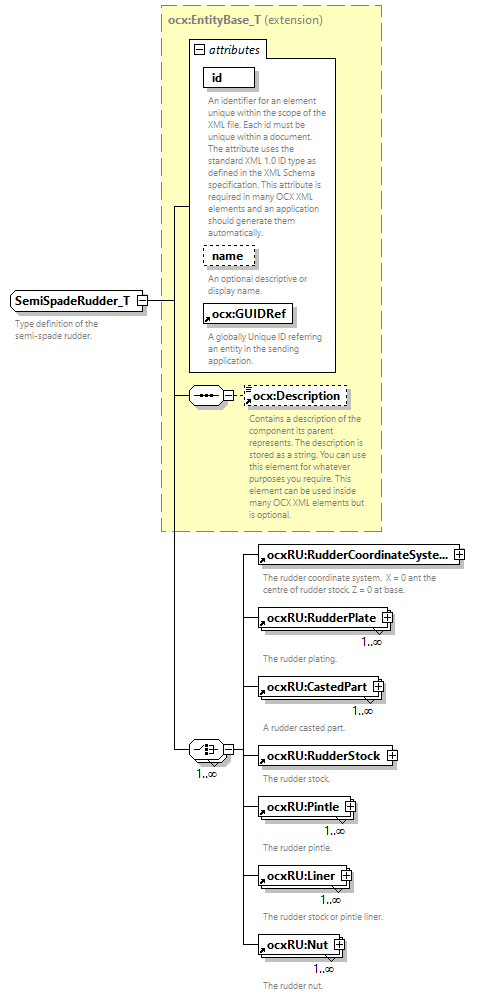 ocx:EntityBase_T (extension)
attributes
id
An identifier for an element
unique within the scope of the
XML file. Each id must be
unique within a document.
The attribute uses the
standard XML 1.0 ID type as
defined in the XML Schema
specification. This attribute is
required in many OCX XML
elements and an application
should generate them
automatically.
name
An optional descriptive or
display name.
ocx:GUIDRef
A globally Unique ID referring
an entity in the sending
application.
SemiSpadeRudder_T
Type definition of the
semi-spade rudder.
ocx:Description
Contains a description of the
component its parent
represents. The description is
stored as a string. You can use
this element for whatever
purposes you require. This
element can be used inside
many OCX XML elements but
is optional.
ocxRU:RudderCoordinateSyste...
The rudder coordinate system.  X = 0 ant the
centre of rudder stock. Z = 0 at base.
ocxRU:RudderPlate
1..∞
The rudder plating.
ocxRU:CastedPart
1..∞
A rudder casted part.
1..∞
ocxRU:RudderStock
The rudder stock.
ocxRU:Pintle
1..∞
The rudder pintle.
ocxRU:Liner
1..∞
The rudder stock or pintle liner.
ocxRU:Nut
1..∞
The rudder nut.